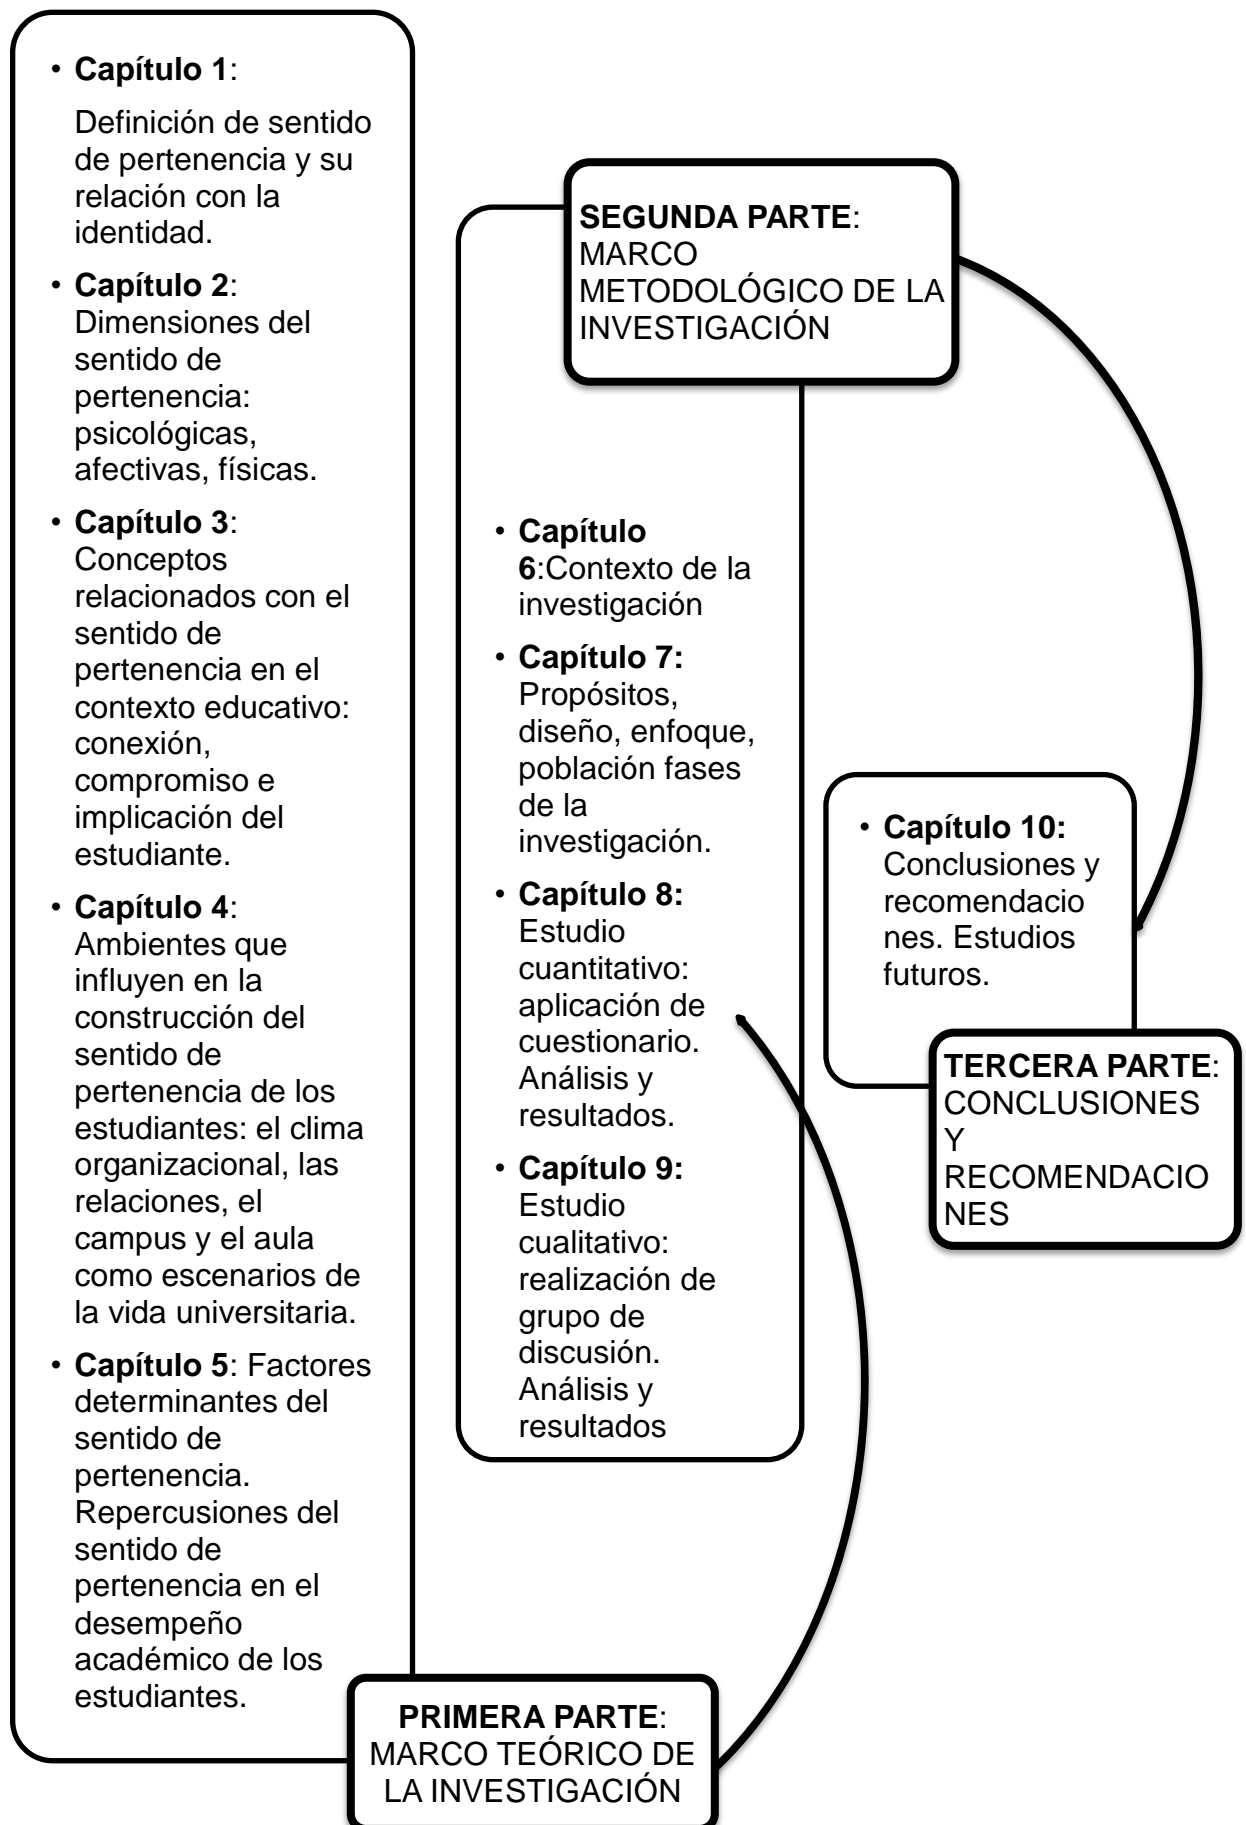 • Capítulo 1:
Definición de sentido
de pertenencia y su
relación con la
identidad.
• Capítulo 2:
Dimensiones del
sentido de
pertenencia:
psicológicas,
afectivas, físicas.
• Capítulo 3:
Conceptos
relacionados con el
sentido de
pertenencia en el
contexto educativo:
conexión,
compromiso e
implicación del
estudiante.
• Capítulo 4:
Ambientes que
influyen en la
construcción del
sentido de
pertenencia de los
estudiantes: el clima
organizacional, las
relaciones, el
campus y el aula
como escenarios de
la vida universitaria.
• Capítulo 5: Factores
determinantes del
sentido de
pertenencia.
Repercusiones del
sentido de
pertenencia en el
desempeño
académico de los
estudiantes.
PRIMERA PARTE:
MARCO TEÓRICO DE
LA INVESTIGACIÓN
SEGUNDA PARTE:
MARCO
METODOLÓGICO DE LA
INVESTIGACIÓN
• Capítulo
6:Contexto de la
investigación
• Capítulo 7:
Propósitos,
diseño, enfoque,
población fases
de la
investigación.
• Capítulo 8:
Estudio
cuantitativo:
aplicación de
cuestionario.
Análisis y
resultados.
• Capítulo 9:
Estudio
cualitativo:
realización de
grupo de
discusión.
Análisis y
resultados
• Capítulo 10:
Conclusiones y
recomendacio
nes. Estudios
futuros.
TERCERA PARTE:
CONCLUSIONES
Y
RECOMENDACIO
NES